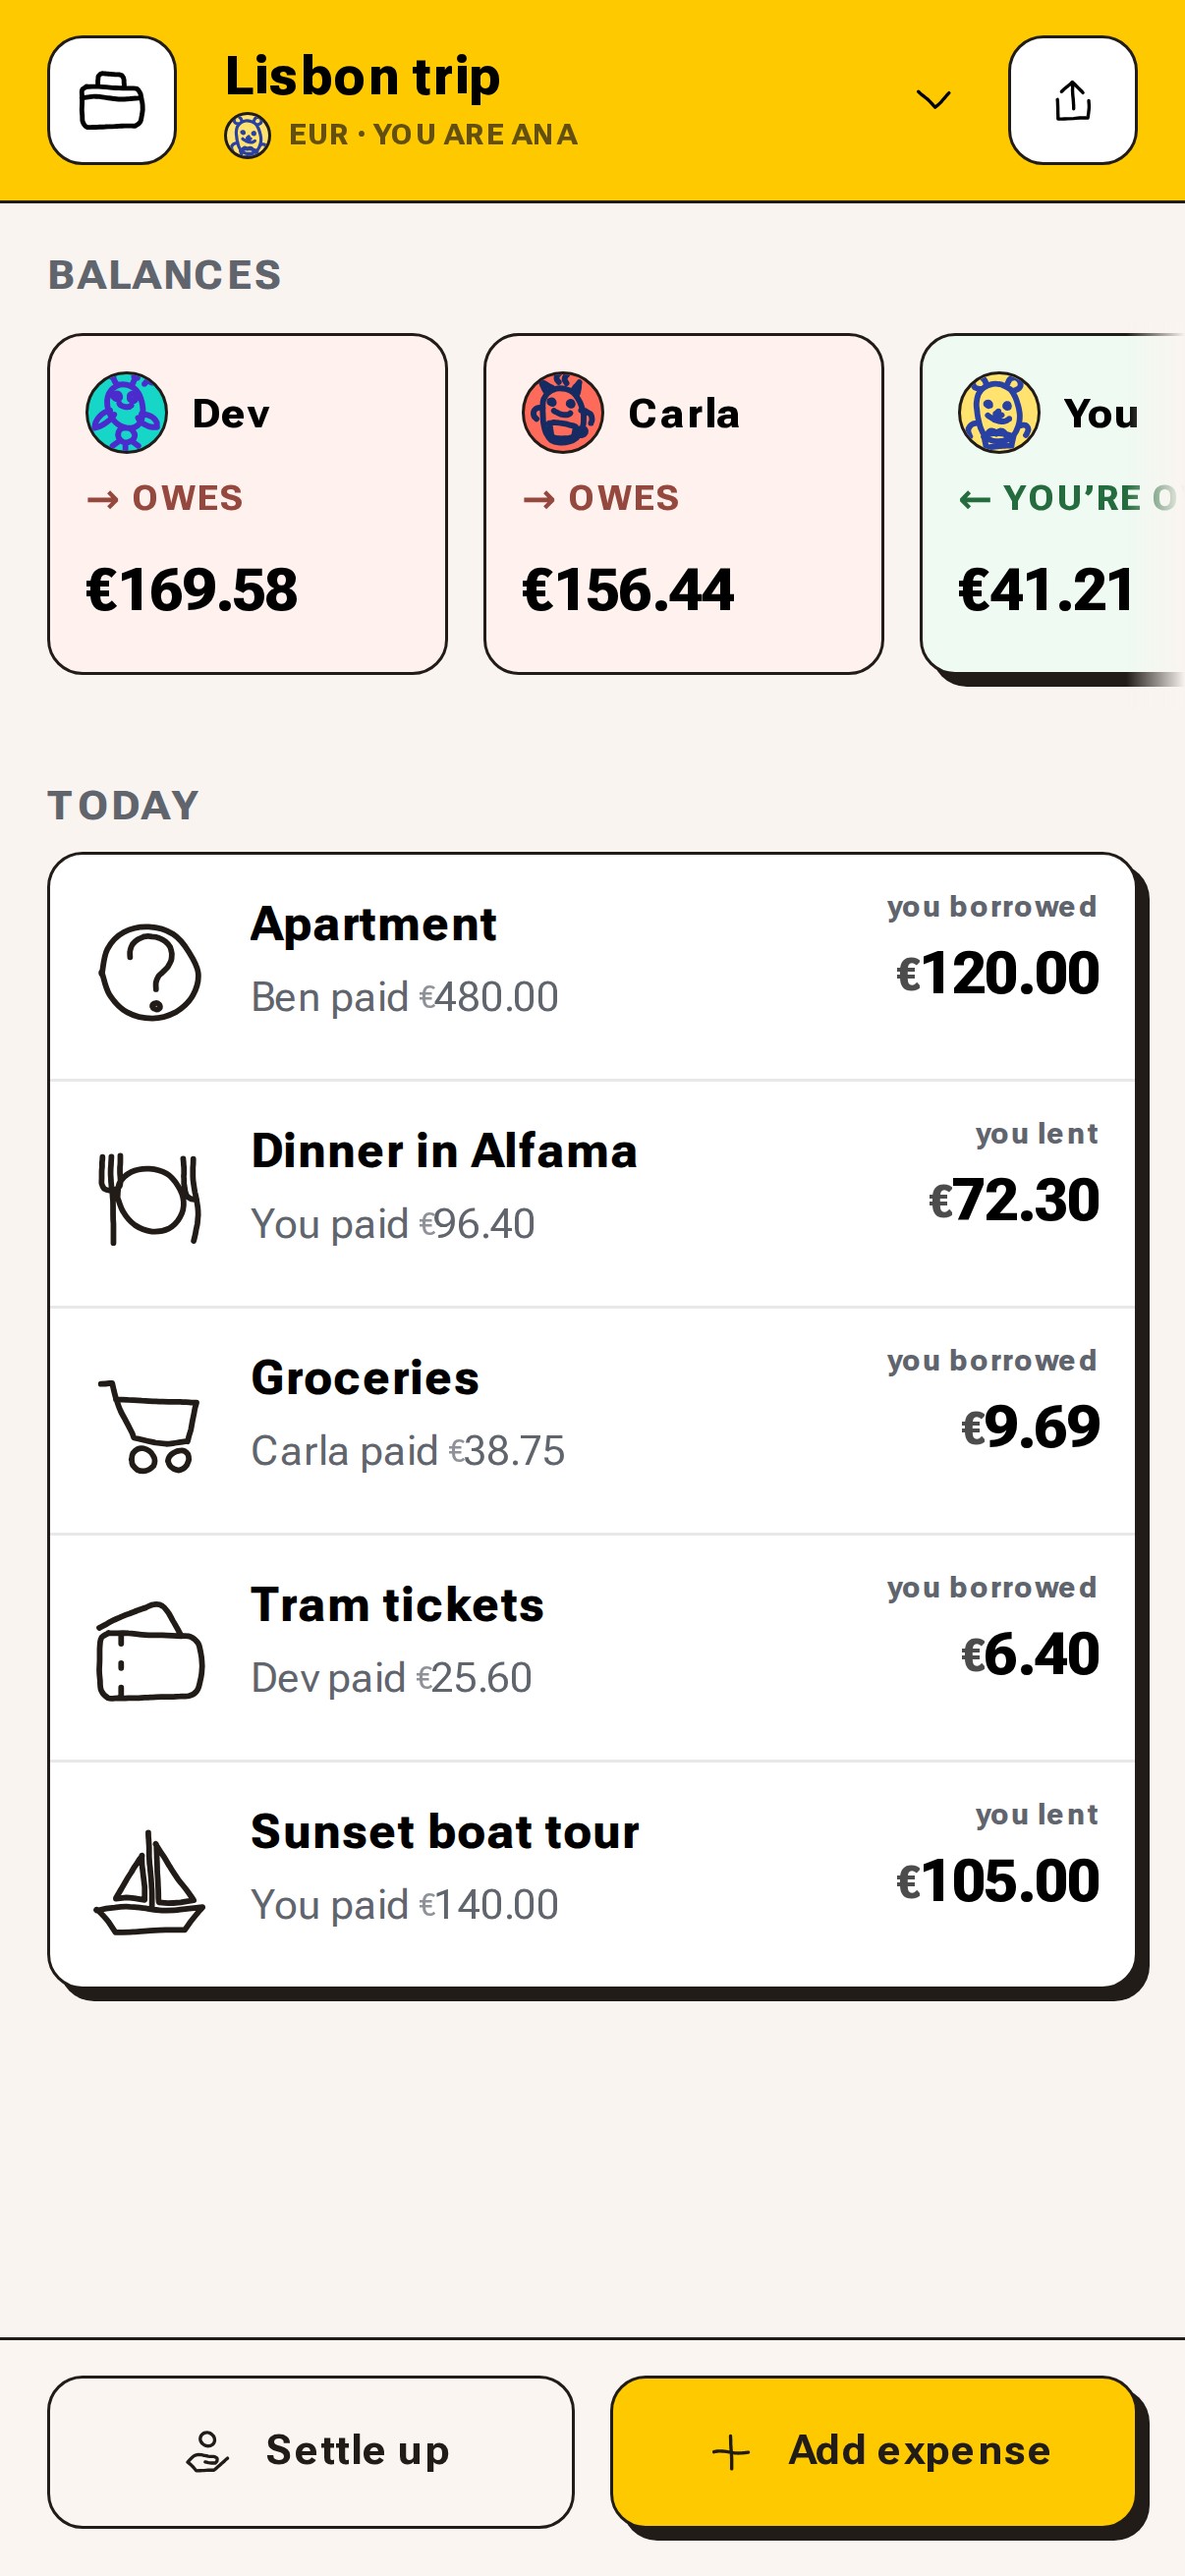 Lisbon trip
EUR · YOU ARE ANA
BALANCES
Dev
→ OWES
€169.58
Carla
→ OWES
€156.44
You
← YOU’RE
€41.21
TODAY
Apartment
Ben paid €480.00
you borrowed
€120.00
Dinner in Alfama
You paid €96.40
you lent
€72.30
Groceries
Carla paid €38.75
you borrowed
€9.69
Tram tickets
Dev paid €25.60
you borrowed
€6.40
Sunset boat tour
You paid €140.00
you lent
€105.00
Settle up
Add expense